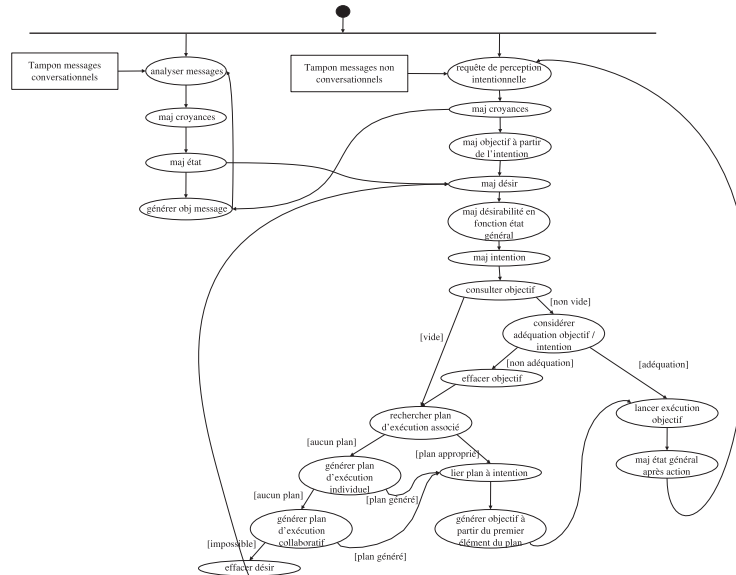 Tampon messages
conversationnels
analyser messages
maj croyances
maj état
générer obj message
Tampon messages non
conversationnels
requête de perception
intentionnelle
maj croyances
maj objectif à partir
de l'intention
maj désir
maj désirabilité en
fonction état
général
maj intention
consulter objectif
[non vide]
[vide]
considérer
adéquation objectif /
intention
[non adéquation]
[adéquation]
effacer objectif
rechercher plan
d'exécution associé
lancer exécution
objectif
[aucun plan]
[plan approprié]
maj état général
après action
générer plan
d'exécution
individuel
lier plan à intention
[aucun plan]
[plan généré]
générer plan
d'exécution
collaboratif
générer objectif à
partir du premier
élément du plan
[impossible]
[plan généré]
effacer désir